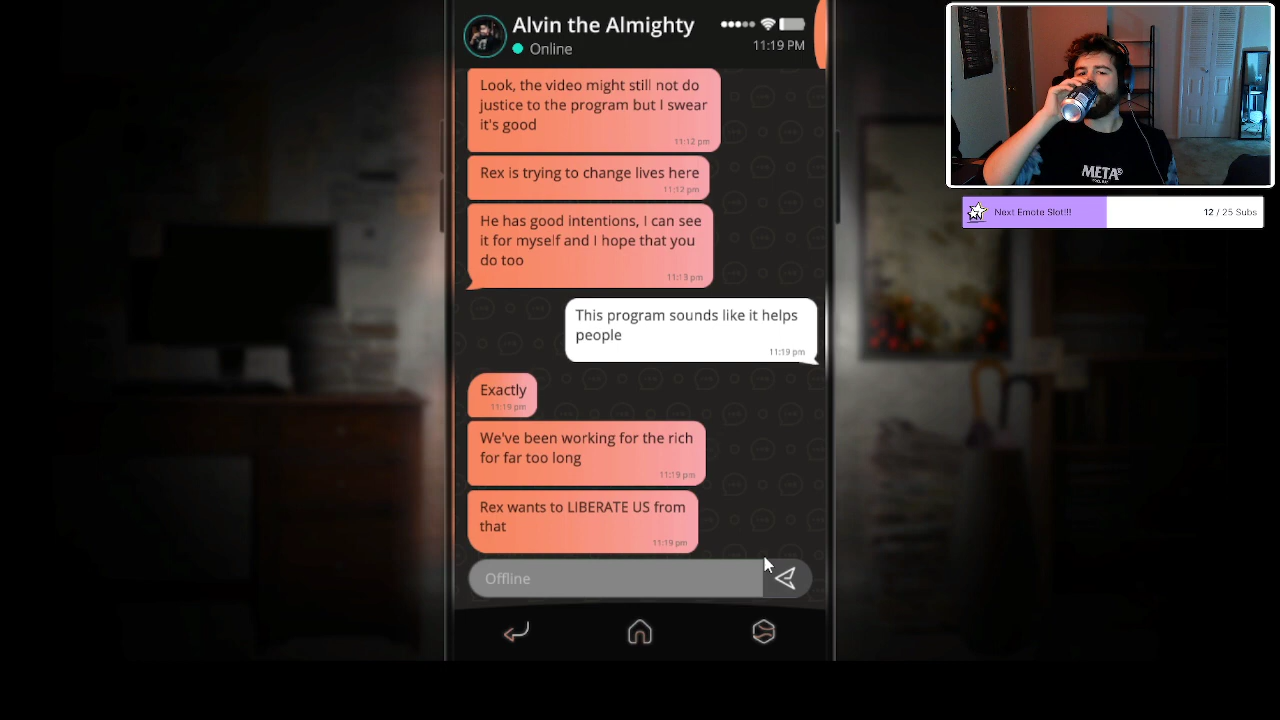 Alvin the Almighty
Online
11:19 PM
Look, the video might still not do
justice to the program but I swear
it's good
11:12 pm
Rex is trying to change lives here
11:12 pm
He has good intentions, I can see
it for myself and I hope that you
do too
11:13 pm
This program sounds like it helps
people
11:19 pm
Exactly
11:19 pm
We've been working for the rich
for far too long
11:19 pm
Rex wants to LIBERATE US from
that
11:19 pm
Offline
META®
Next Emote Slot!!!
12 / 25 Subs